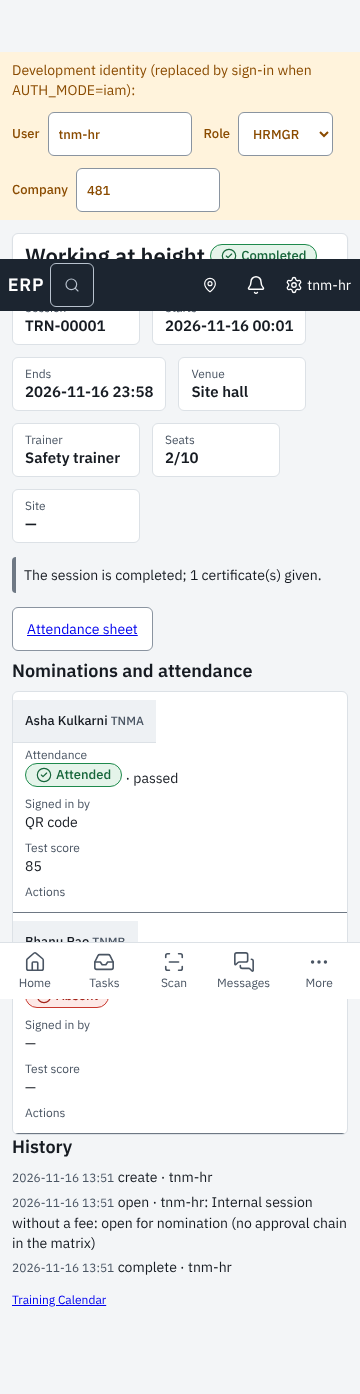 Development identity (replaced by sign-in when
AUTH_MODE=iam):
User tnm-hr Role HRMGR
Company 481
Working at height Completed
ERP tnm-hr
TRN-00001 2026-11-16 00:01
Ends Venue
2026-11-16 23:58 Site hall
Trainer Seats
Safety trainer 2/10
Site
—
The session is completed; 1 certificate(s) given.
Attendance sheet
Nominations and attendance
Asha Kulkarni TNMA
Attendance
Attended · passed
Signed in by
QR code
Test score
85
Actions
Bhanu Rao TNMB
Home Tasks Scan Messages More
Signed in by
—
Test score
—
Actions
History
2026-11-16 13:51 create · tnm-hr
2026-11-16 13:51 open · tnm-hr: Internal session
without a fee: open for nomination (no approval chain
in the matrix)
2026-11-16 13:51 complete · tnm-hr
Training Calendar